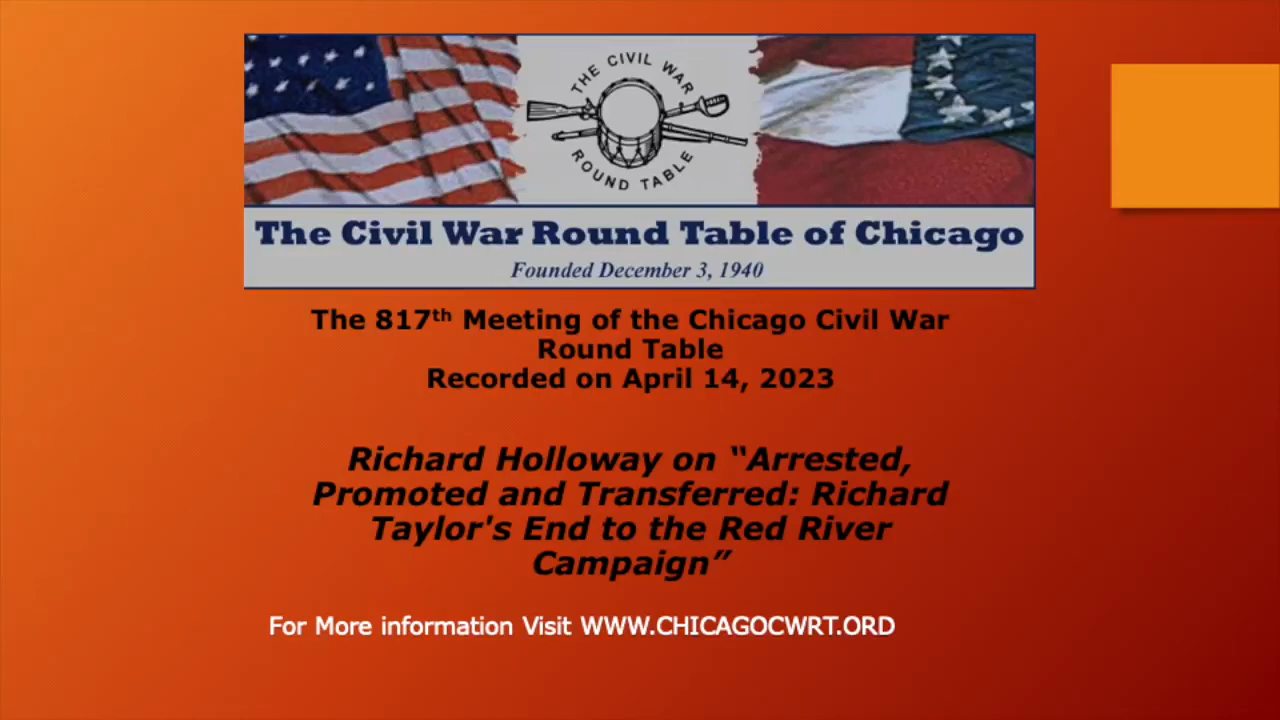 THE CIVIL WAR
ROUND TABLE
The Civil War Round Table of Chicago
Founded December 3, 1940
The 817th Meeting of the Chicago Civil War
Round Table
Recorded on April 14, 2023
Richard Holloway on “Arrested,
Promoted and Transferred: Richard
Taylor's End to the Red River
Campaign”
For More information Visit WWW.CHICAGOCWRT.ORD